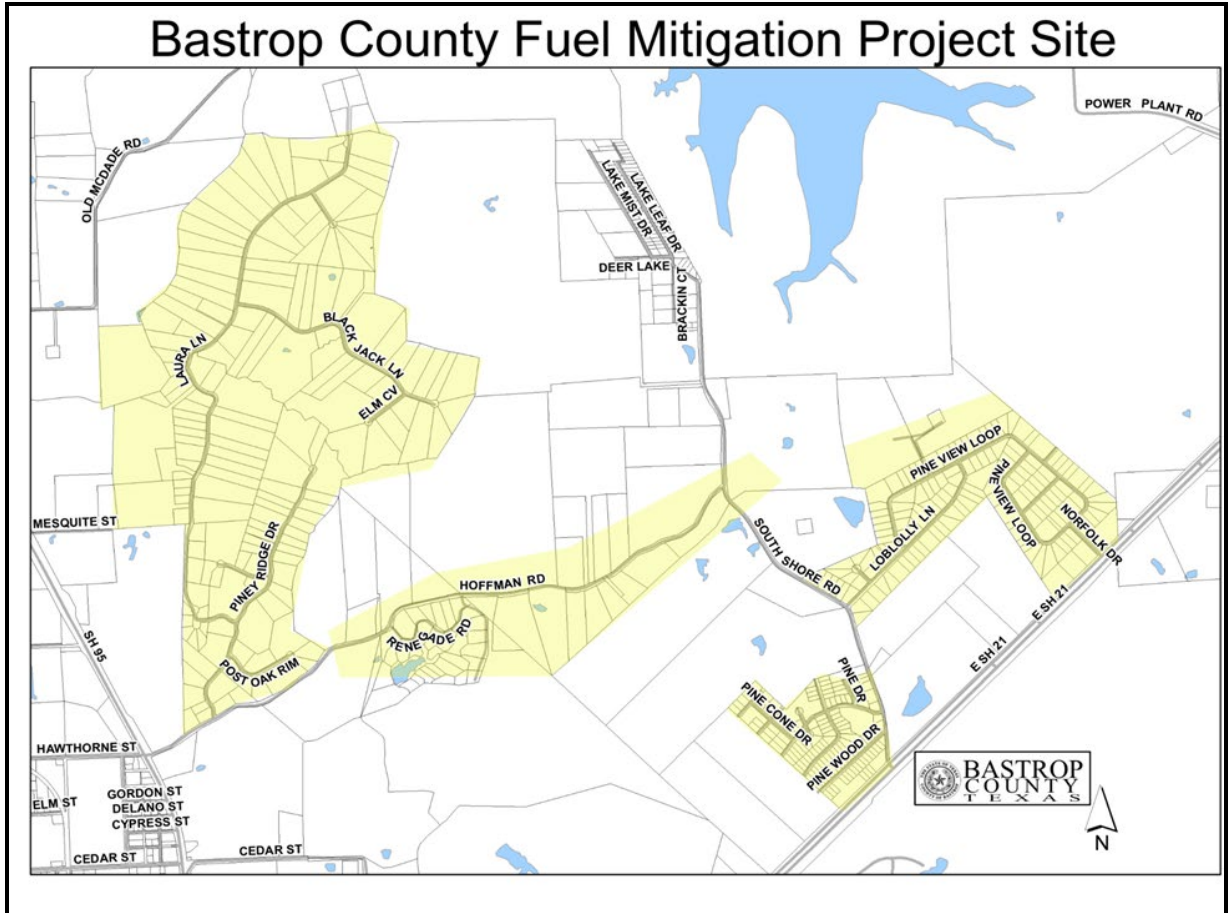 Bastrop County Fuel Mitigation Project Site
POWER PLANT RD
OLD MCDADE RD
LAKE MIST DR
LAKE LEAF DR
DEER LAKE
BRACKIN CT
BLACK JACK LN
LAURA LN
ELM CV
PINE VIEW LOOP
PINE VIEW LOOP
NORFOLK DR
LOBLOLLY LN
MESQUITE ST
PINEY RIDGE DR
HOFFMAN RD
SOUTH SHORE RD
RENEGADE RD
E SH 21
E SH 21
SH 95
POST OAK RIM
PINE DR
PINE CONE DR
PINE WOOD DR
HAWTHORNE ST
GORDON ST
ELM ST
DELANO ST
CYPRESS ST
CEDAR ST
CEDAR ST
BASTROP
COUNTY
TEXAS
N